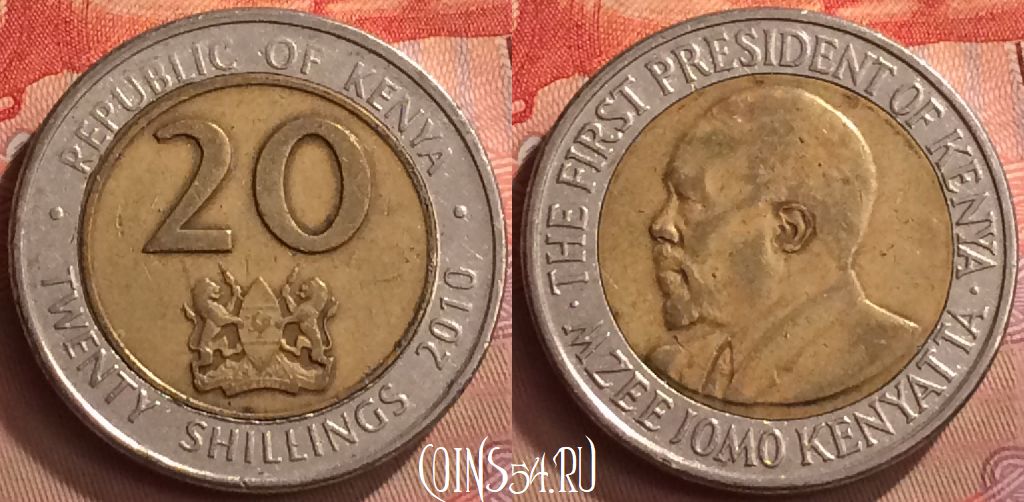 REPUBLIC OF KENYA
20
TWENTY SHILLINGS 2010
· THE FIRST PRESIDENT OF KENYA ·
MZEE JOMO KENYATTA
COINS54.RU